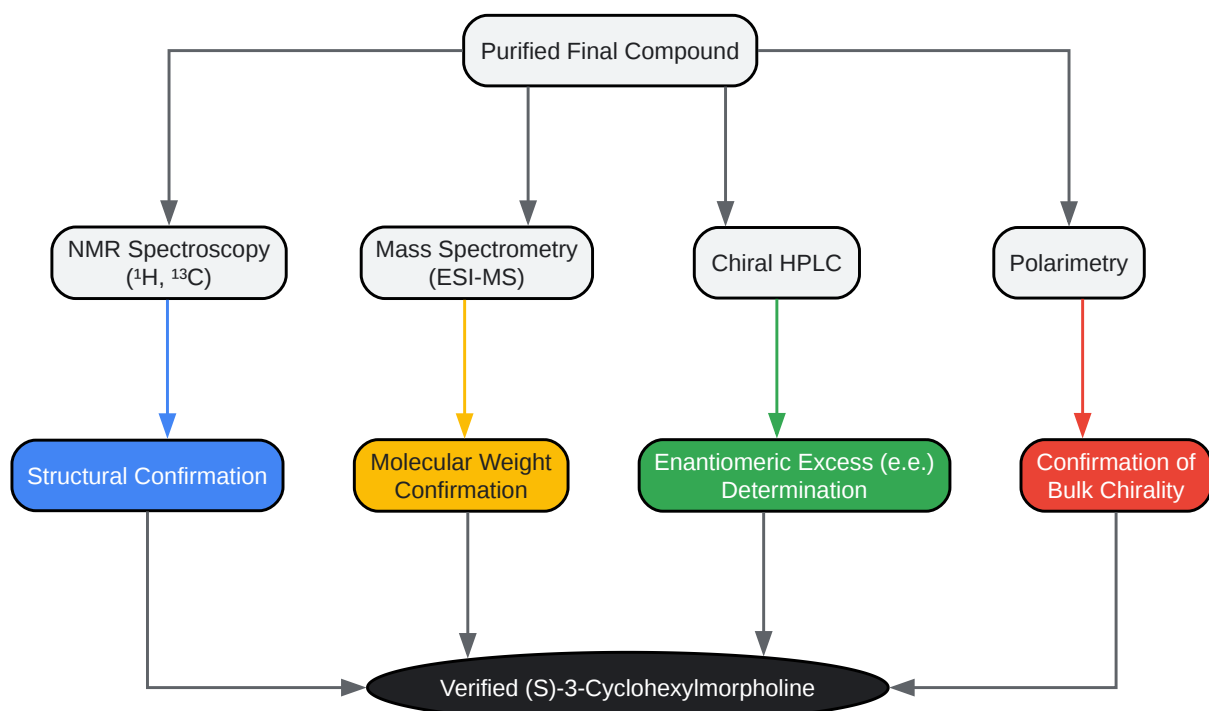 Purified Final Compound
NMR Spectroscopy
(¹H, ¹³C)
Mass Spectrometry
(ESI-MS)
Chiral HPLC
Polarimetry
Structural Confirmation
Molecular Weight
Confirmation
Enantiomeric Excess (e.e.)
Determination
Confirmation of
Bulk Chirality
Verified (S)-3-Cyclohexylmorpholine